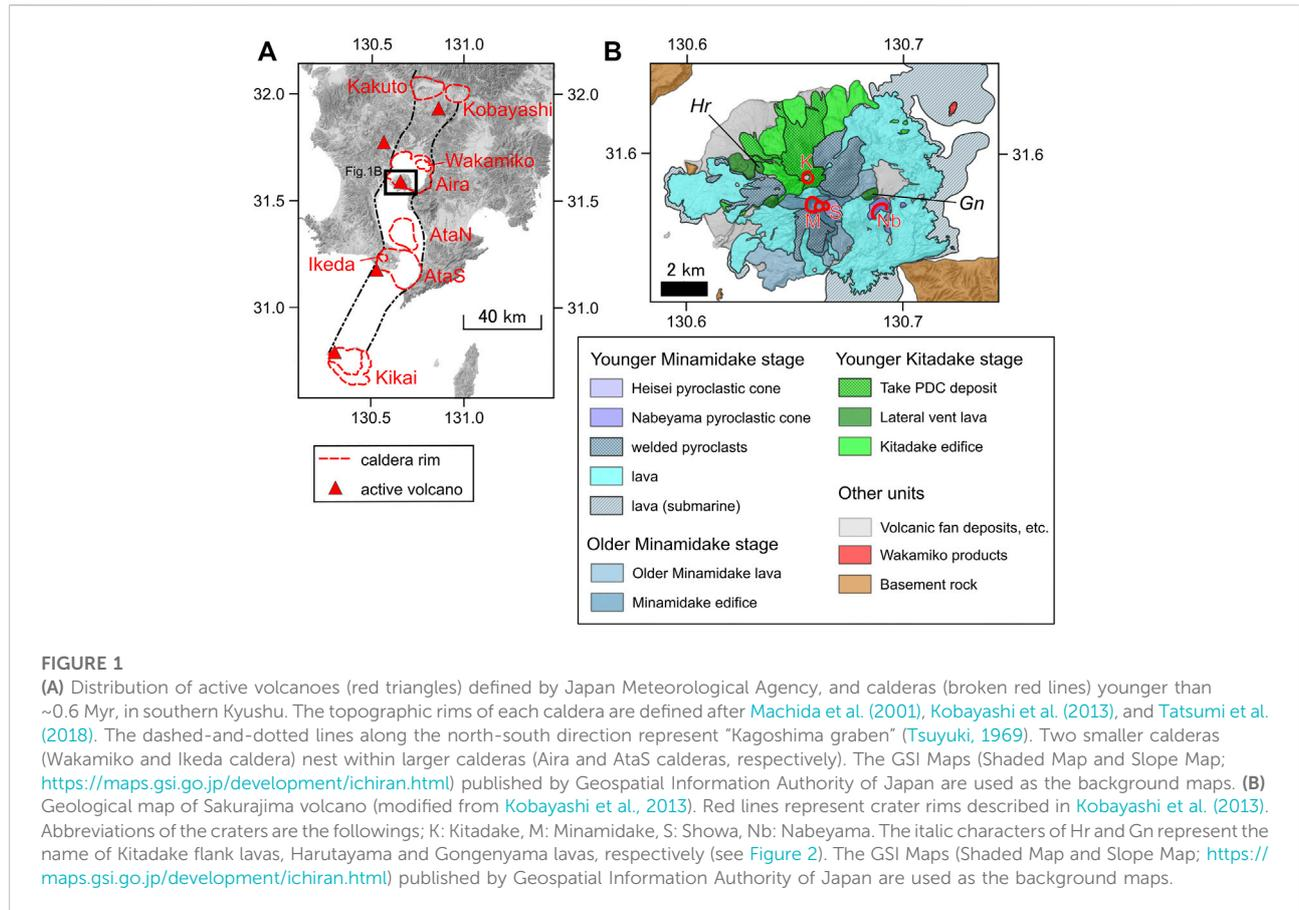 A
130.5 131.0
32.0 32.0
31.5 31.5
31.0 31.0
130.5 131.0
Kakuto
Kobayashi
Wakamiko
Fig.1B
Aira
AtaN
Ikeda
AtaS
40 km
Kikai
caldera rim
active volcano
B
130.6 130.7
Hr
31.6 31.6
K
Gn
M S Nb
2 km
130.6 130.7
Younger Minamidake stage
Heisei pyroclastic cone
Nabeyama pyroclastic cone
welded pyroclasts
lava
lava (submarine)
Older Minamidake stage
Older Minamidake lava
Minamidake edifice
Younger Kitadake stage
Take PDC deposit
Lateral vent lava
Kitadake edifice
Other units
Volcanic fan deposits, etc.
Wakamiko products
Basement rock
FIGURE 1
(A) Distribution of active volcanoes (red triangles) defined by Japan Meteorological Agency, and calderas (broken red lines) younger than
~0.6 Myr, in southern Kyushu. The topographic rims of each caldera are defined after Machida et al. (2001), Kobayashi et al. (2013), and Tatsumi et al.
(2018). The dashed-and-dotted lines along the north-south direction represent "Kagoshima graben" (Tsuyuki, 1969). Two smaller calderas
(Wakamiko and Ikeda caldera) nest within larger calderas (Aira and AtaS calderas, respectively). The GSI Maps (Shaded Map and Slope Map;
https://maps.gsi.go.jp/development/ichiran.html) published by Geospatial Information Authority of Japan are used as the background maps. (B)
Geological map of Sakurajima volcano (modified from Kobayashi et al., 2013). Red lines represent crater rims described in Kobayashi et al. (2013).
Abbreviations of the craters are the followings; K: Kitadake, M: Minamidake, S: Showa, Nb: Nabeyama. The italic characters of Hr and Gn represent the
name of Kitadake flank lavas, Harutayama and Gongenyama lavas, respectively (see Figure 2). The GSI Maps (Shaded Map and Slope Map; https://
maps.gsi.go.jp/development/ichiran.html) published by Geospatial Information Authority of Japan are used as the background maps.